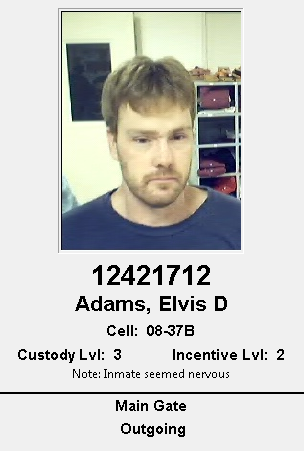 12421712
Adams, Elvis D
Cell: 08-37B
Custody Lvl: 3 Incentive Lvl: 2
Note: Inmate seemed nervous
Main Gate
Outgoing